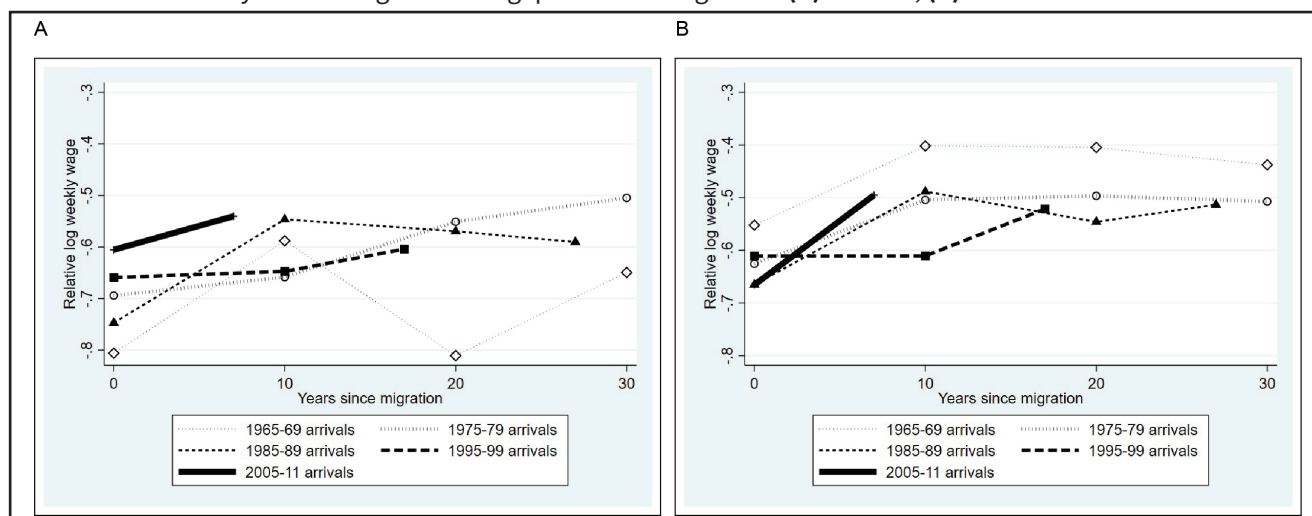 A
Relative log weekly wage
-.3
-.4
-.5
-.6
-.7
-.8
0
10
20
30
Years since migration
1965-69 arrivals
1975-79 arrivals
1985-89 arrivals
1995-99 arrivals
2005-11 arrivals
B
Relative log weekly wage
-.3
-.4
-.5
-.6
-.7
-.8
0
10
20
30
Years since migration
1965-69 arrivals
1975-79 arrivals
1985-89 arrivals
1995-99 arrivals
2005-11 arrivals